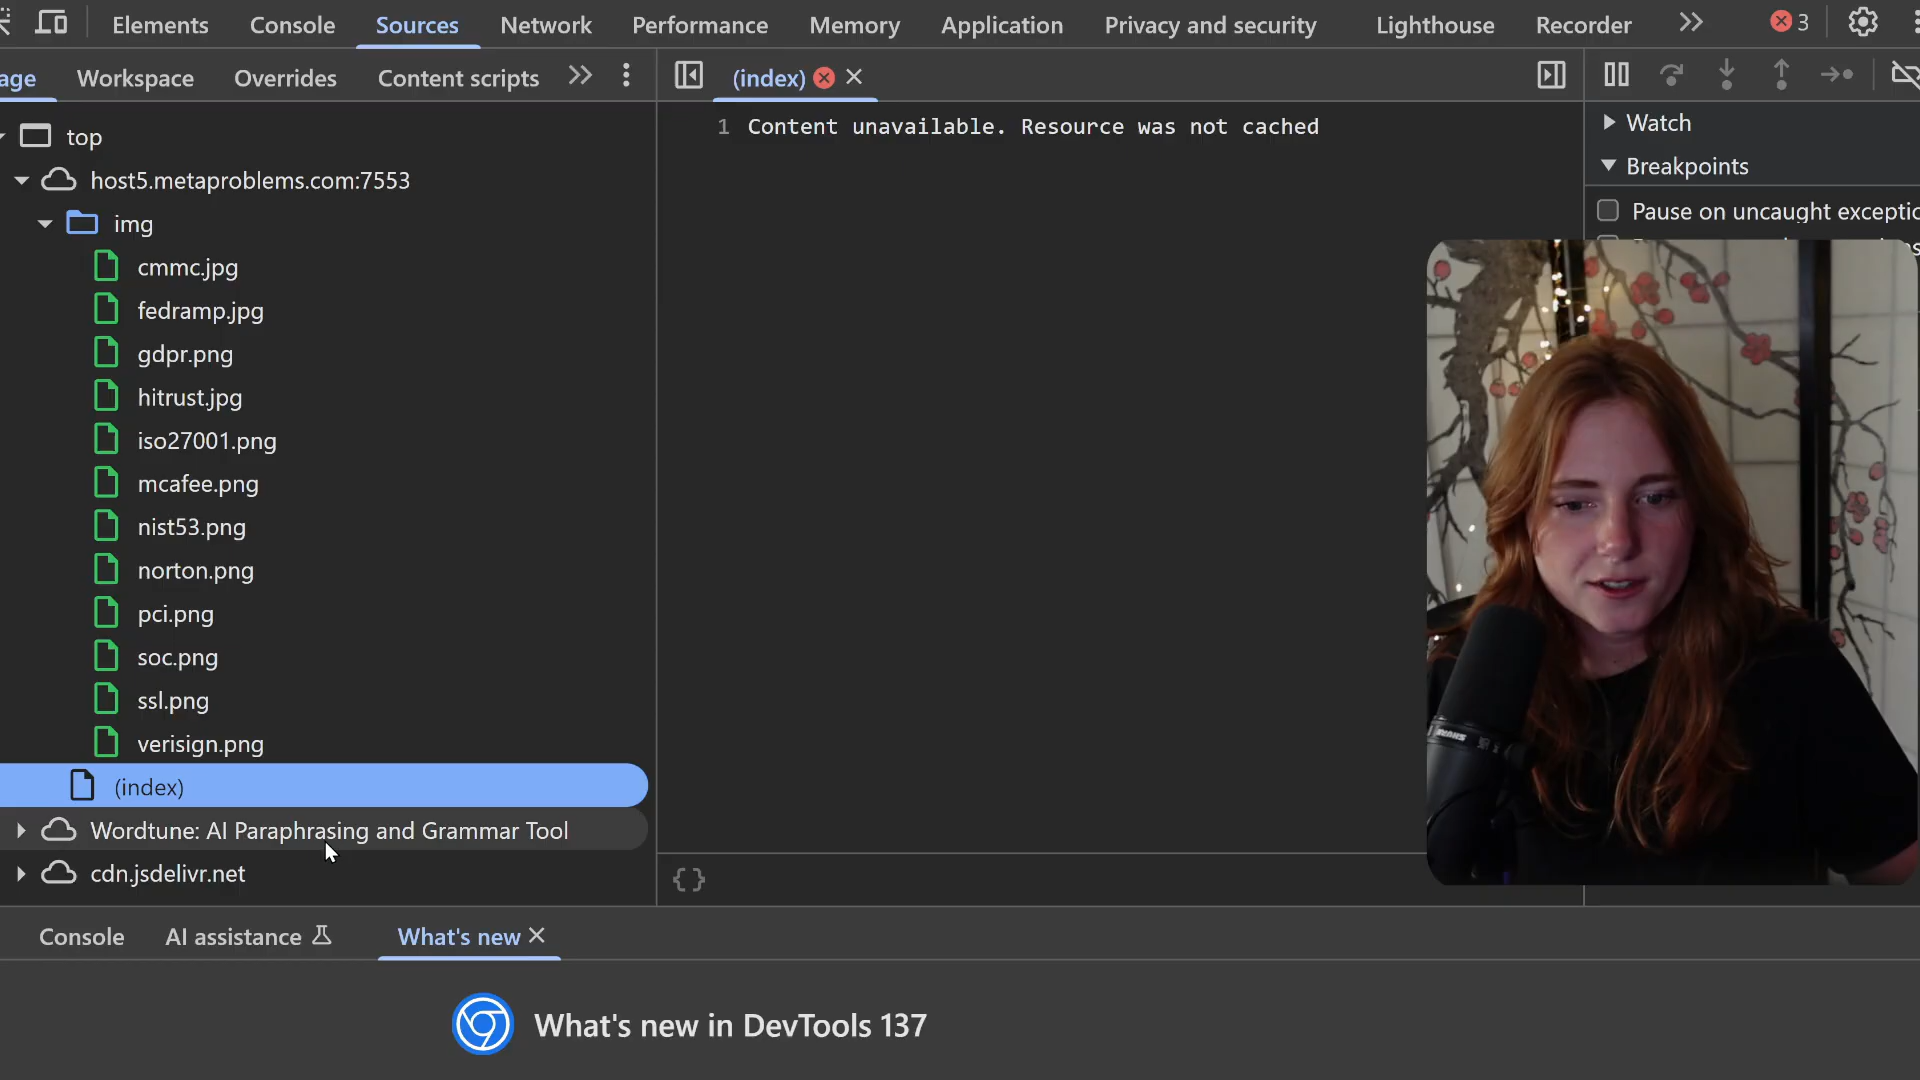 Elements Console Sources Network Performance Memory Application Privacy and security Lighthouse Recorder 3
age Workspace Overrides Content scripts (index)
top
host5.metaproblems.com:7553
img
cmmc.jpg
fedramp.jpg
gdpr.png
hitrust.jpg
iso27001.png
mcafee.png
nist53.png
norton.png
pci.png
soc.png
ssl.png
verisign.png
(index)
Wordtune: AI Paraphrasing and Grammar Tool
cdn.jsdelivr.net
1 Content unavailable. Resource was not cached
{}
Watch
Breakpoints
Pause on uncaught exceptio
Console AI assistance What's new
What's new in DevTools 137